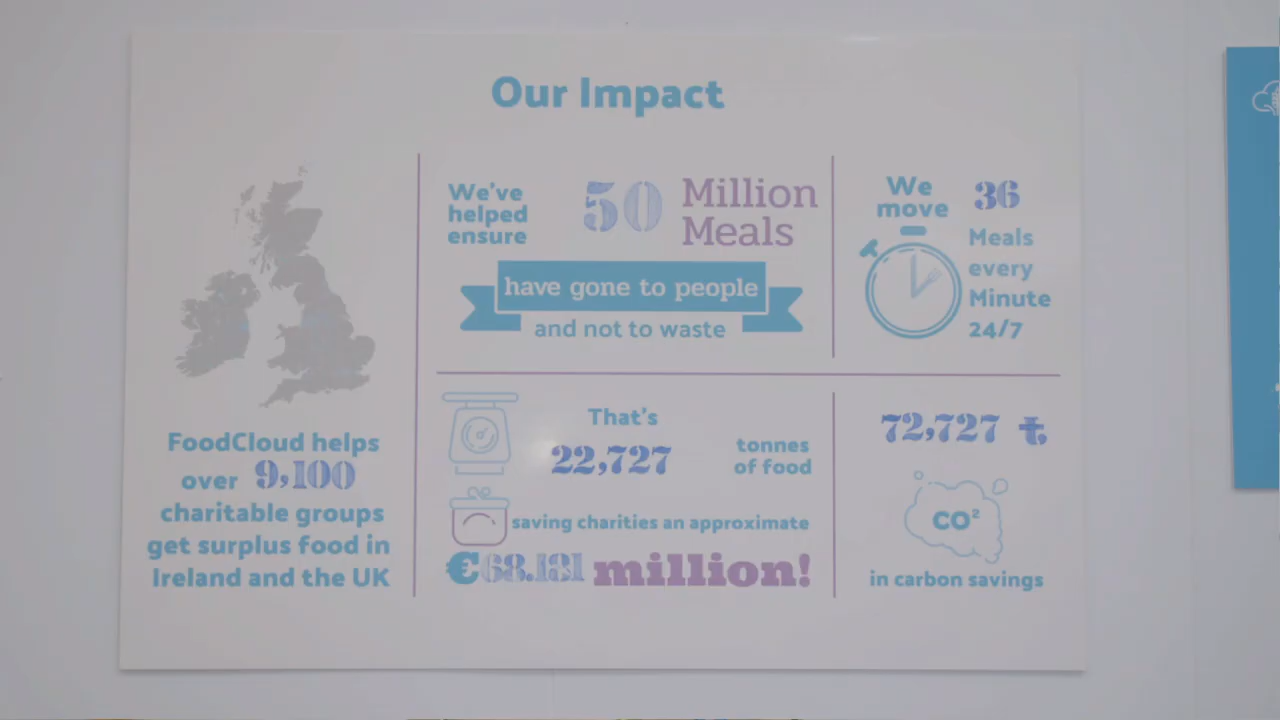 Our Impact
FoodCloud helps
over 9,100
charitable groups
get surplus food in
Ireland and the UK
We've
helped
ensure
50 Million
Meals
have gone to people
and not to waste
We
move 36
Meals
every
Minute
24/7
That's
22,727
tonnes
of food
saving charities an approximate
€68.181 million!
72,727 t
CO²
in carbon savings